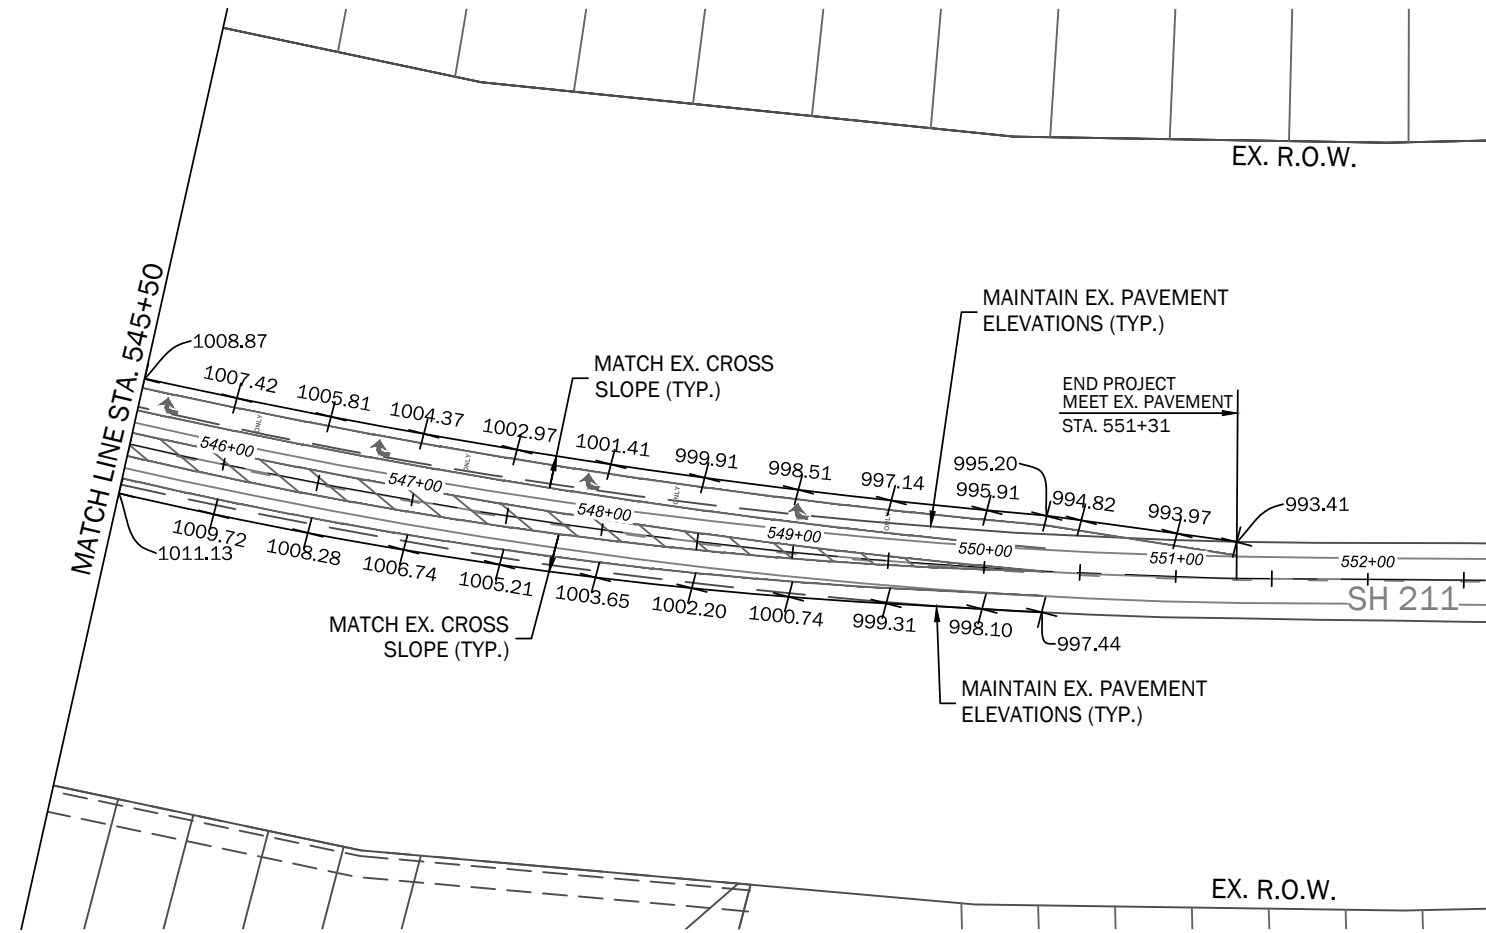 EX. R.O.W.
MATCH LINE STA. 545+50
MAINTAIN EX. PAVEMENT
ELEVATIONS (TYP.)
1008.87
MATCH EX. CROSS
SLOPE (TYP.)
1007.42
1005.81
1004.37
1002.97
1001.41
999.91
998.51
997.14
995.20
995.91
994.82
993.97
993.41
END PROJECT
MEET EX. PAVEMENT
STA. 551+31
ONLY
ONLY
ONLY
ONLY
546+00
547+00
548+00
549+00
550+00
551+00
552+00
SH 211
1011.13
1009.72
1008.28
1006.74
1005.21
1003.65
1002.20
1000.74
999.31
998.10
997.44
MATCH EX. CROSS
SLOPE (TYP.)
MAINTAIN EX. PAVEMENT
ELEVATIONS (TYP.)
EX. R.O.W.